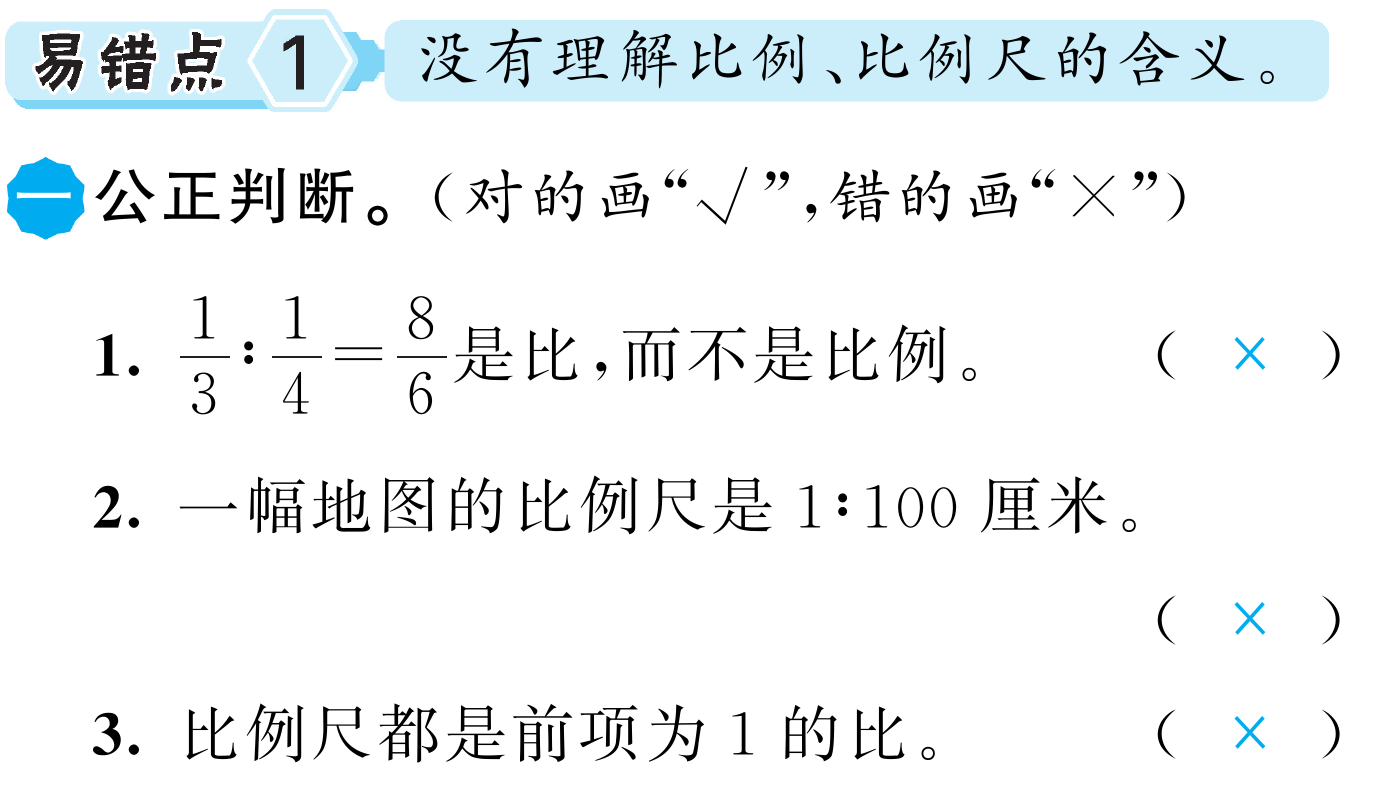 易错点 1 没有理解比例、比例尺的含义。
一 公正判断。(对的画“√”,错的画“×”)
1. 1/3∶1/4=8/6是比,而不是比例。 ( × )
2. 一幅地图的比例尺是 1∶100 厘米。
( × )
3. 比例尺都是前项为 1 的比。 ( × )